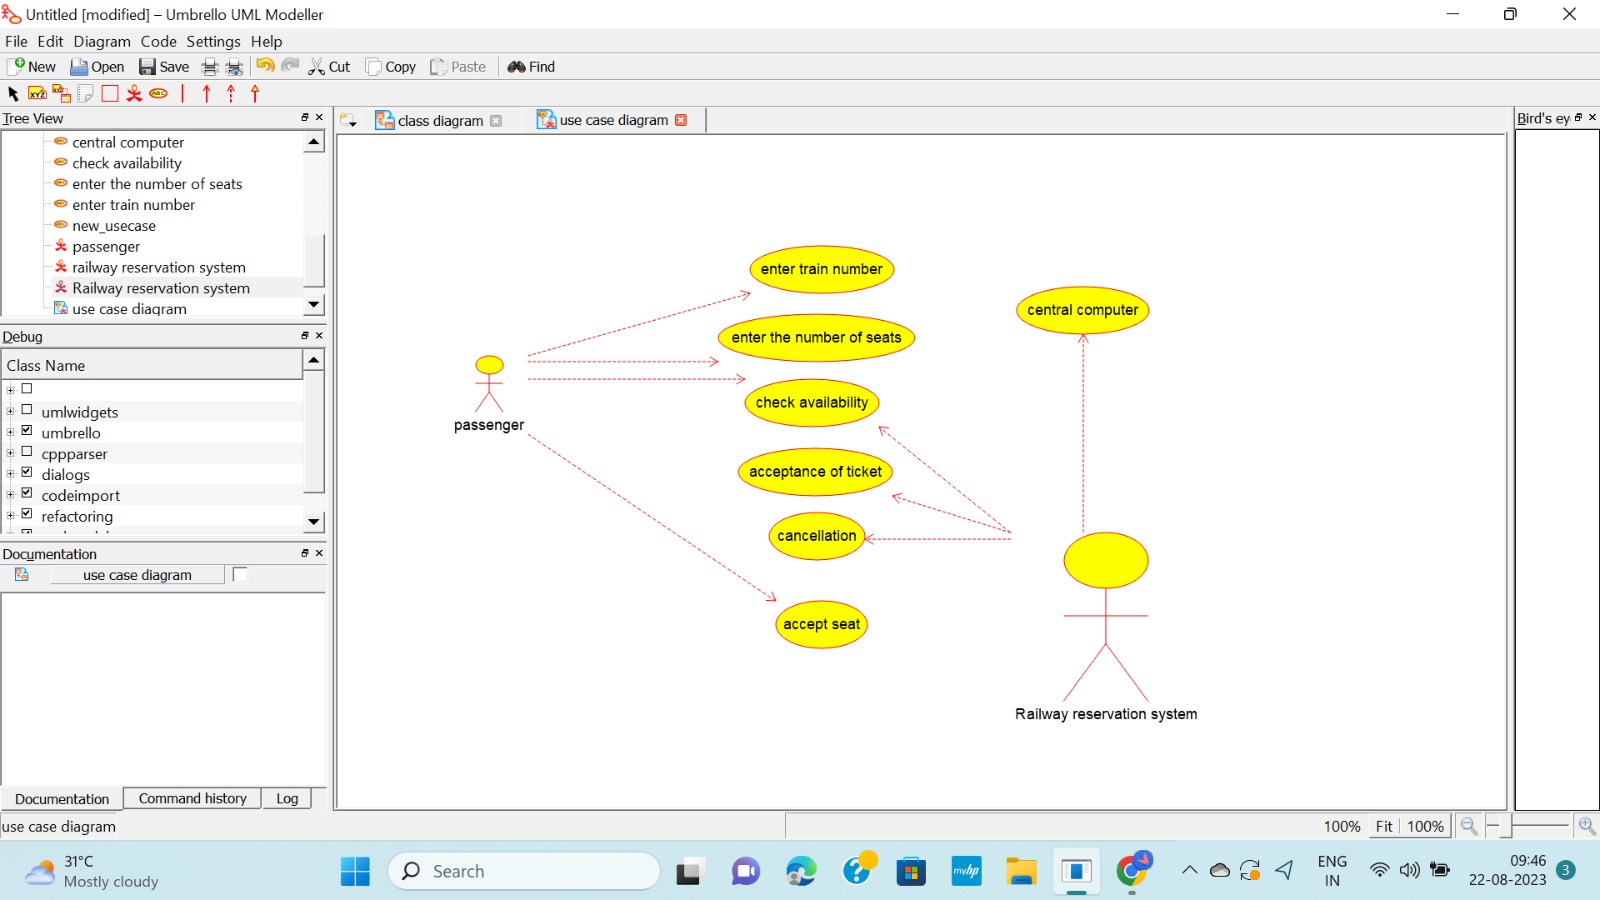 Untitled [modified] – Umbrello UML Modeller
File Edit Diagram Code Settings Help
New Open Save Cut Copy Paste Find
XYZ XYZ ABC
Tree View
class diagram
use case diagram
Bird's ey
central computer
check availability
enter the number of seats
enter train number
new_usecase
passenger
railway reservation system
Railway reservation system
use case diagram
Debug
Class Name
umlwidgets
umbrello
cppparser
dialogs
codeimport
refactoring
Documentation
use case diagram
Documentation Command history Log
use case diagram
enter train number
central computer
enter the number of seats
check availability
passenger
acceptance of ticket
cancellation
accept seat
Railway reservation system
100% Fit 100%
31°C
Mostly cloudy
Search
myhp
ENG
IN
09:46
22-08-2023
3